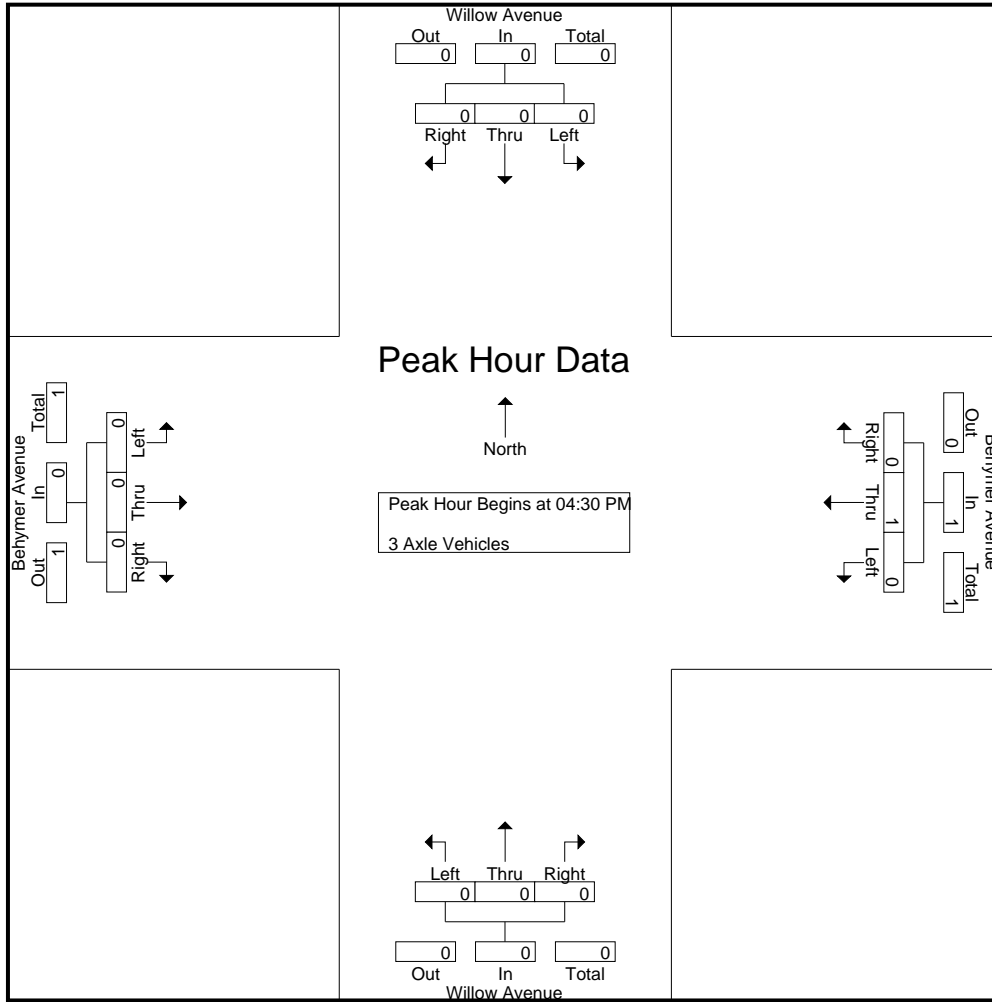 Willow Avenue
Out In Total
0 0 0
0 0 0
Right Thru Left
Peak Hour Data
North
Peak Hour Begins at 04:30 PM
3 Axle Vehicles
Behymer Avenue
Out In Total
1 0 1
0 0 0
Right Thru Left
Behymer Avenue
Out In Total
0 1 1
0 1 0
Right Thru Left
Left Thru Right
0 0 0
0 0 0
Out In Total
Willow Avenue